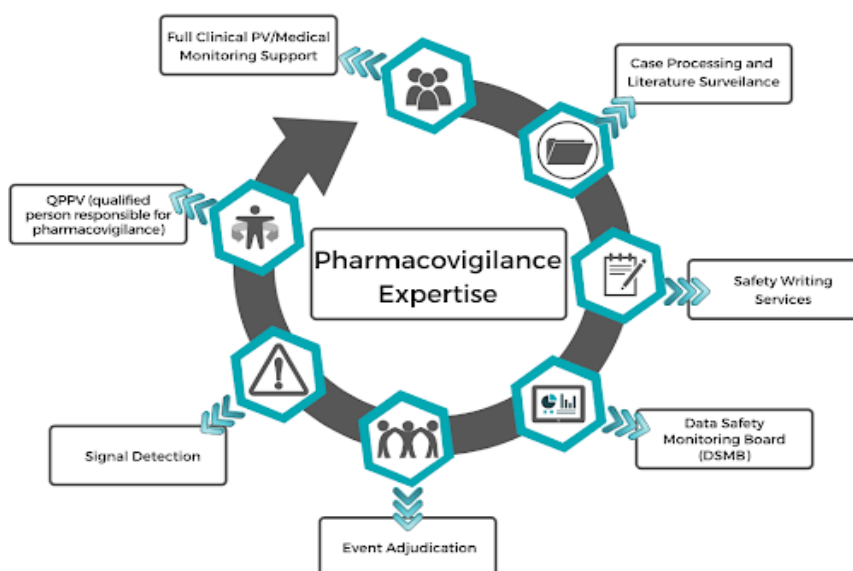 Full Clinical PV/Medical
Monitoring Support
Case Processing and
Literature Surveilance
QPPV (qualified
person responsible for
pharmacovigilance)
Pharmacovigilance
Expertise
Safety Writing
Services
Data Safety
Monitoring Board
(DSMB)
Signal Detection
Event Adjudication